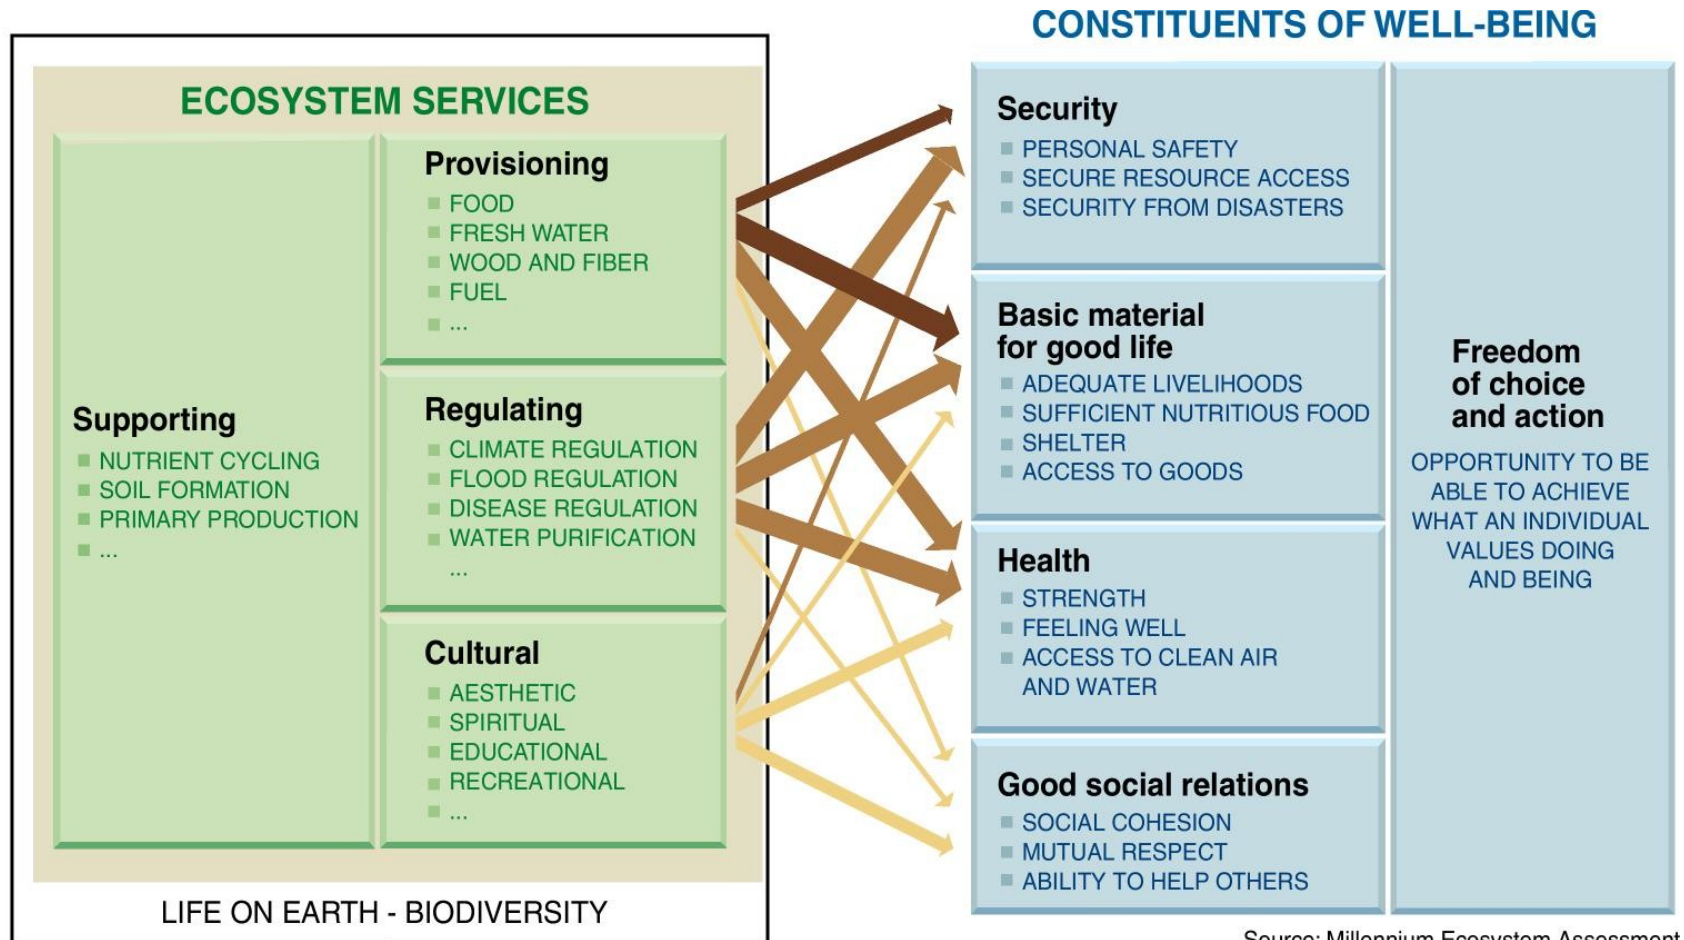 CONSTITUENTS OF WELL-BEING
ECOSYSTEM SERVICES
Supporting
NUTRIENT CYCLING
SOIL FORMATION
PRIMARY PRODUCTION
...
Provisioning
FOOD
FRESH WATER
WOOD AND FIBER
FUEL
...
Regulating
CLIMATE REGULATION
FLOOD REGULATION
DISEASE REGULATION
WATER PURIFICATION
...
Cultural
AESTHETIC
SPIRITUAL
EDUCATIONAL
RECREATIONAL
...
LIFE ON EARTH - BIODIVERSITY
Security
PERSONAL SAFETY
SECURE RESOURCE ACCESS
SECURITY FROM DISASTERS
Basic material
for good life
ADEQUATE LIVELIHOODS
SUFFICIENT NUTRITIOUS FOOD
SHELTER
ACCESS TO GOODS
Health
STRENGTH
FEELING WELL
ACCESS TO CLEAN AIR
AND WATER
Good social relations
SOCIAL COHESION
MUTUAL RESPECT
ABILITY TO HELP OTHERS
Freedom
of choice
and action
OPPORTUNITY TO BE
ABLE TO ACHIEVE
WHAT AN INDIVIDUAL
VALUES DOING
AND BEING
Source: Millennium Ecosystem Assessment